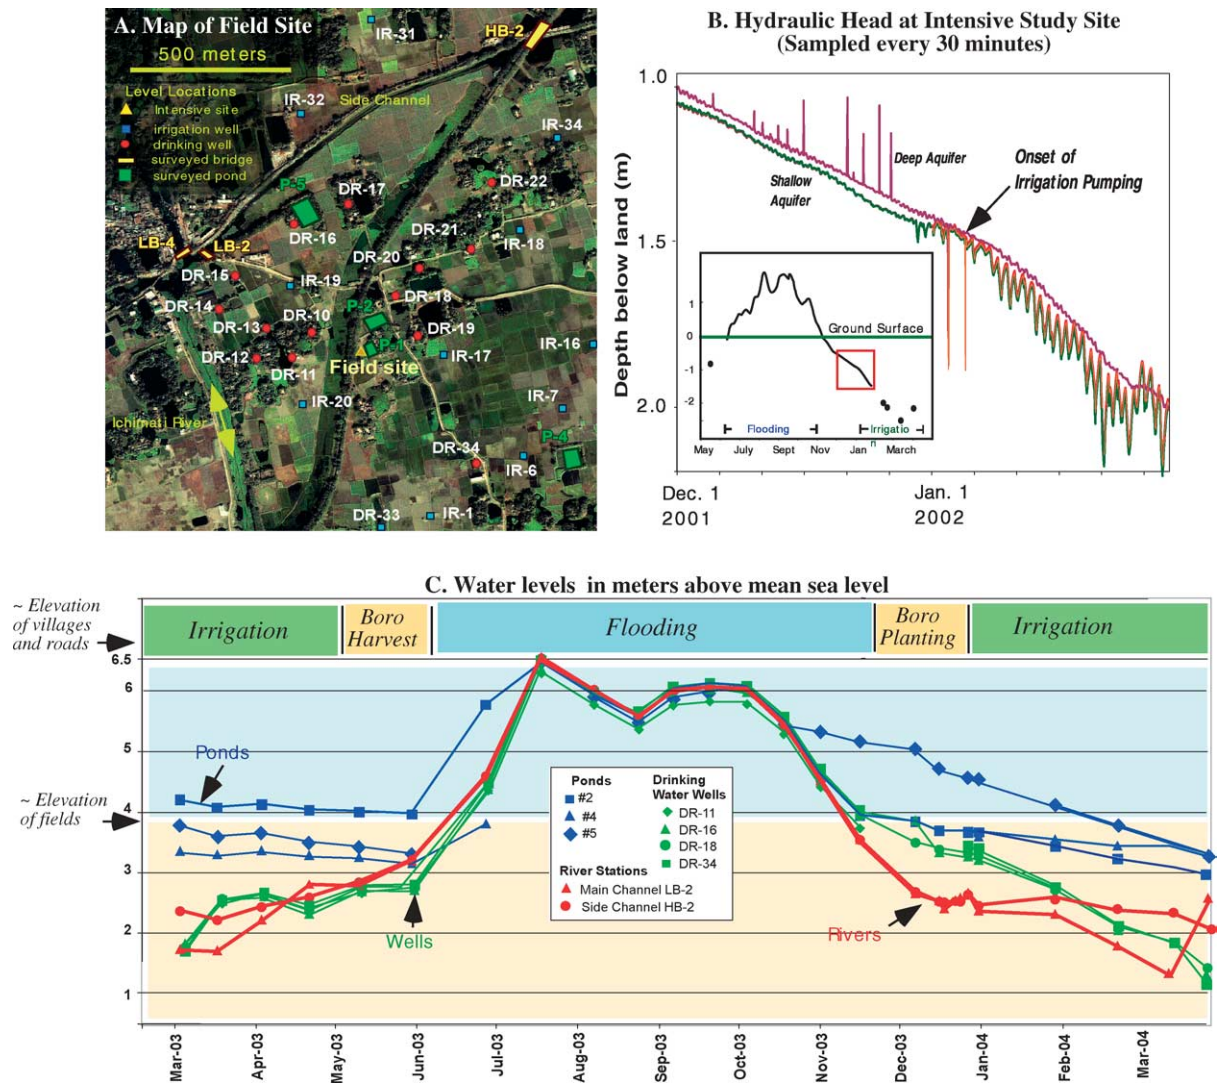 A. Map of Field Site
500 meters
Level Locations
Intensive site
irrigation well
drinking well
surveyed bridge
surveyed pond
IR-31
HB-2
IR-32
Side Channel
IR-34
P-5
DR-17
DR-22
DR-16
DR-21
IR-18
LB-4
LB-2
DR-20
DR-15
IR-19
DR-14
P-2
DR-18
DR-13
DR-10
DR-19
IR-16
P-1
DR-12
DR-11
IR-17
Field site
IR-20
IR-7
Ichimati River
P-4
DR-34
IR-6
DR-33
IR-1
B. Hydraulic Head at Intensive Study Site
(Sampled every 30 minutes)
Depth below land (m)
1.0
1.5
2.0
Deep Aquifer
Shallow
Aquifer
Onset of
Irrigation Pumping
1
0
-1
-2
Ground Surface
Flooding
Irrigatio
n
May
July
Sept
Nov
Jan
March
Dec. 1
2001
Jan. 1
2002
C. Water levels in meters above mean sea level
~ Elevation
of villages
and roads
Irrigation
Boro
Harvest
Flooding
Boro
Planting
Irrigation
6.5
6
5
4
3
2
1
~ Elevation
of fields
Ponds
Wells
Rivers
Ponds
#2
#4
#5
Drinking
Water Wells
DR-11
DR-16
DR-18
DR-34
River Stations
Main Channel LB-2
Side Channel HB-2
Mar-03
Apr-03
May-03
Jun-03
Jul-03
Aug-03
Sep-03
Oct-03
Nov-03
Dec-03
Jan-04
Feb-04
Mar-04